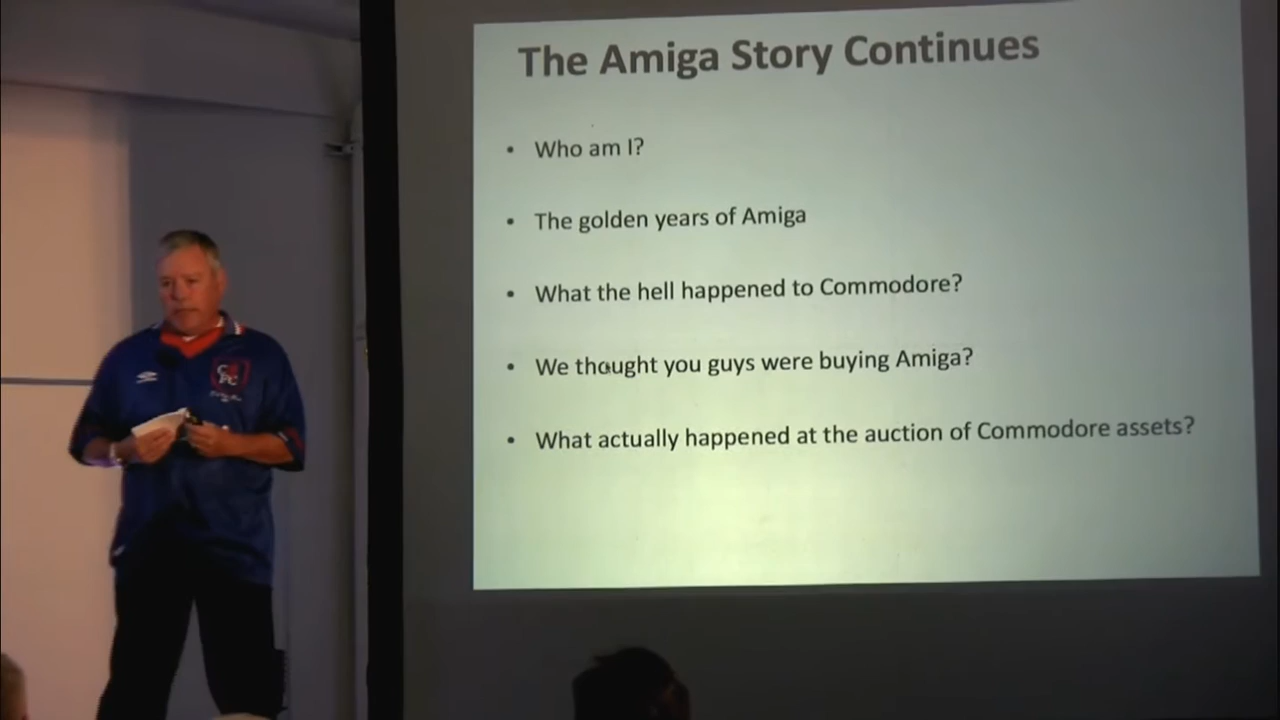 The Amiga Story Continues
• Who am I?
• The golden years of Amiga
• What the hell happened to Commodore?
• We thought you guys were buying Amiga?
• What actually happened at the auction of Commodore assets?